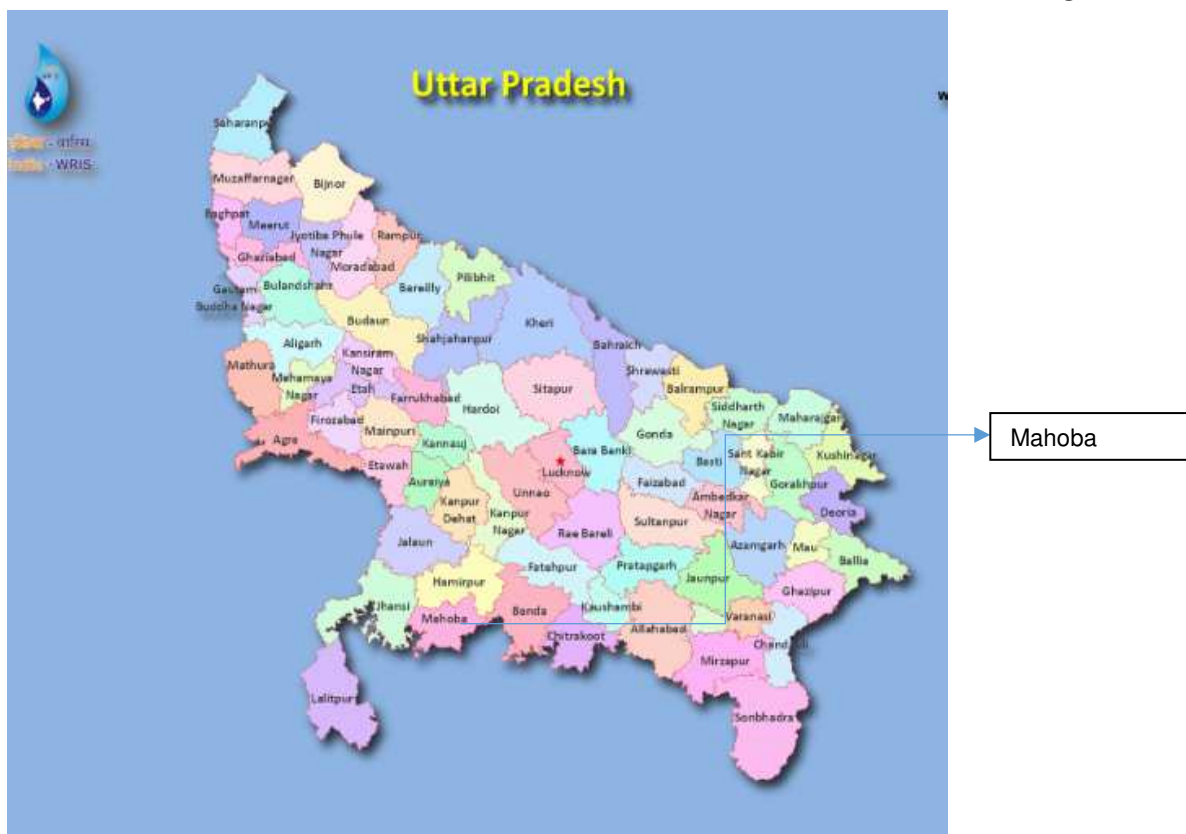 Uttar Pradesh
w
- WRIS
Saharanpu
Muzaffarnagar
Bijnor
Baghpat
Meerut
Jyotiba Phule
Nagar
Rampur
Ghaziabad
Moradabad
Gautam
Buddha Nagar
Bulandshahr
Bareilly
Pilibhit
Budaun
Kheri
Shahjahanpur
Bahraich
Aligarh
Kansiram
Nagar
Mathura
Mehamaya
Nagar
Etah
Farrukhabad
Hardoi
Sitapur
Shrawasti
Balrampur
Siddharth
Nagar
Maharajgar
Firozabad
Mainpuri
Agra
Kannauj
Gonda
Bara Banki
Lucknow
Basti
Sant Kabir
Nagar
Kushinagar
Mahoba
Etawah
Auraiya
Unnao
Faizabad
Gorakhpur
Ambedkar
Nagar
Deoria
Kanpur
Dehat
Kanpur
Nagar
Rae Bareli
Sultanpur
Jalaun
Azamgarh
Mau
Ballia
Fatehpur
Pratapgarh
Jaunpur
Hamirpur
Ghazipur
Jhansi
Mahoba
Banda
Kaushambi
Allahabad
Varanasi
Chitrakoot
Mirzapur
Lalitpur
Sonbhadra